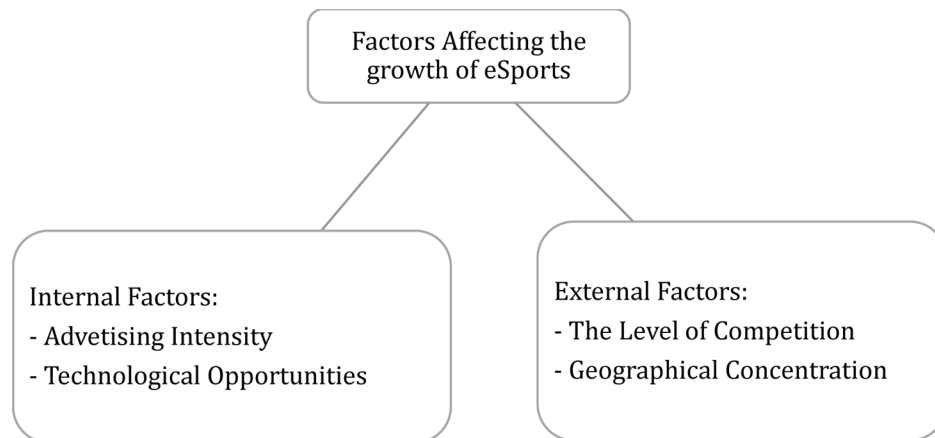 Factors Affecting the
growth of eSports
Internal Factors:
- Advetising Intensity
- Technological Opportunities
External Factors:
- The Level of Competition
- Geographical Concentration